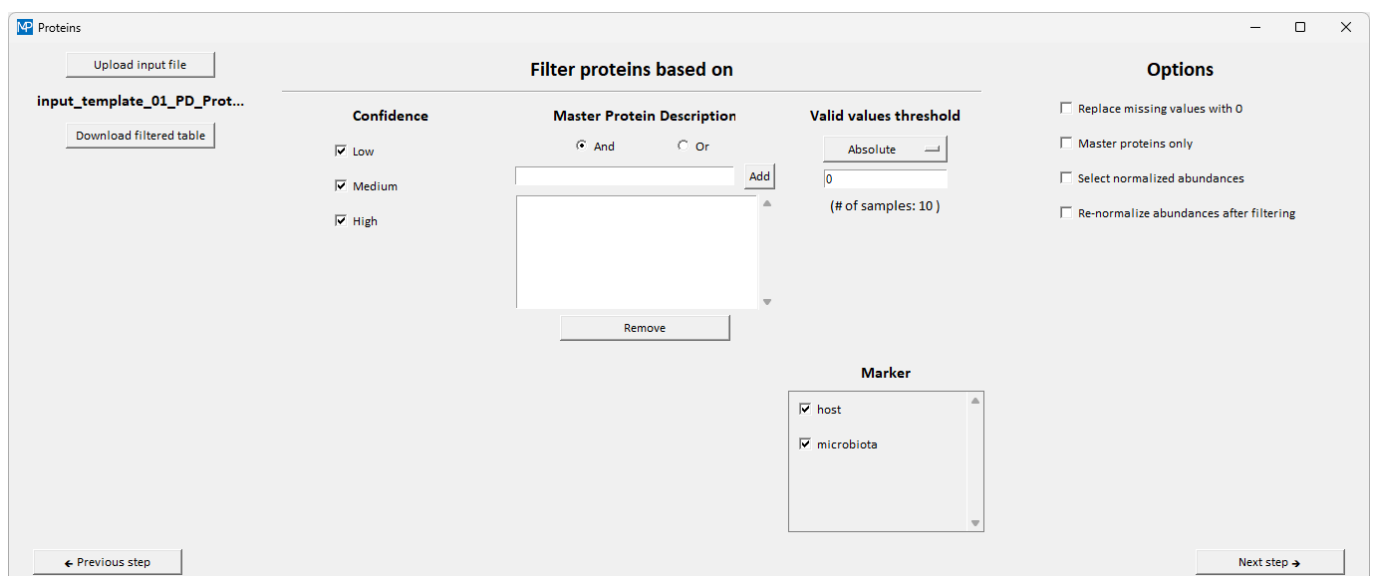 MP Proteins
Upload input file
input_template_01_PD_Prot...
Download filtered table
Filter proteins based on
Confidence
Low
Medium
High
Master Protein Description
And Or
Add
Remove
Valid values threshold
Absolute
0
(# of samples: 10 )
Marker
host
microbiota
Options
Replace missing values with 0
Master proteins only
Select normalized abundances
Re-normalize abundances after filtering
← Previous step
Next step →